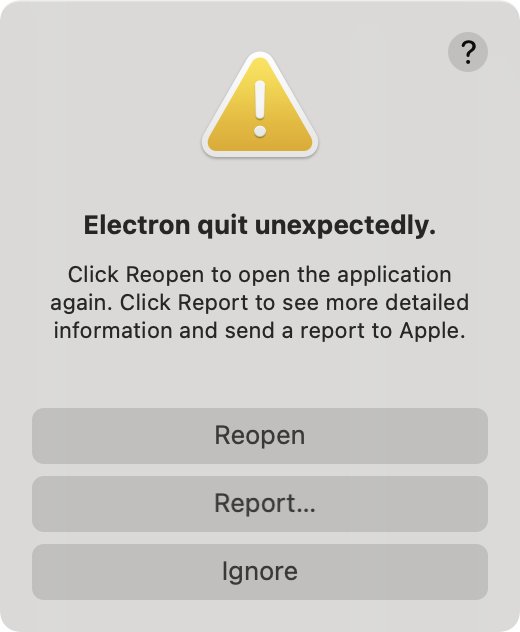 ?
Electron quit unexpectedly.
Click Reopen to open the application
again. Click Report to see more detailed
information and send a report to Apple.
Reopen
Report...
Ignore